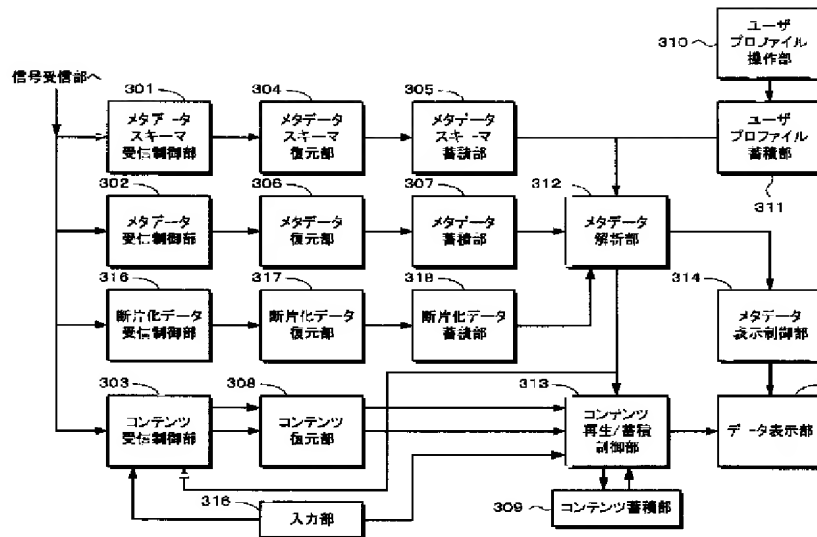 310
ユーザ
プロファイル
操作部
信号受信部へ
301
メタデータ
スキーマ
受信制御部
304
メタデータ
スキーマ
復元部
305
メタデータ
スキーマ
蓄積部
ユーザ
プロファイル
蓄積部
311
302
メタデータ
受信制御部
306
メタデータ
復元部
307
メタデータ
蓄積部
312
メタデータ
解析部
316
断片化データ
受信制御部
317
断片化データ
復元部
318
断片化データ
蓄積部
314
メタデータ
表示制御部
303
コンテンツ
受信制御部
308
コンテンツ
復元部
313
コンテンツ
再生/蓄積
制御部
データ表示部
316
入力部
309
コンテンツ蓄積部